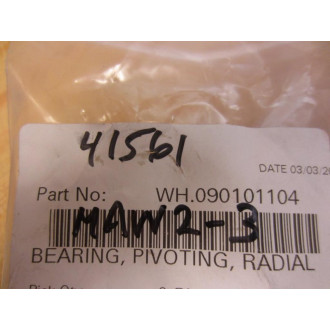 41561
DATE 03/03/20
Part No: WH.090101104
MAW2-3
BEARING, PIVOTING, RADIAL